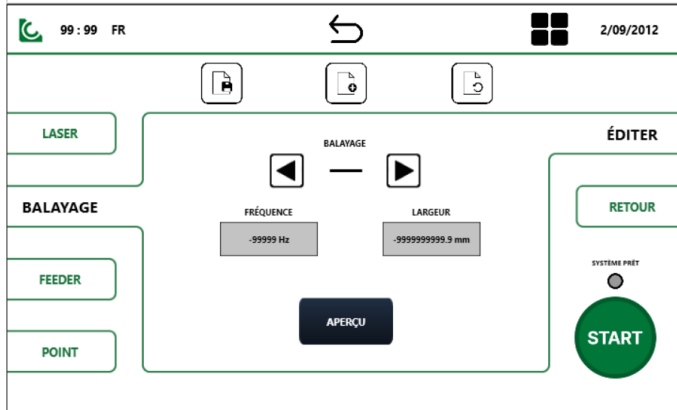 99 : 99 FR
2/09/2012
LASER
BALAYAGE
ÉDITER
BALAYAGE
FRÉQUENCE
LARGEUR
RETOUR
-99999 Hz
-9999999999.9 mm
FEEDER
SYSTÈME PRÊT
APERÇU
START
POINT